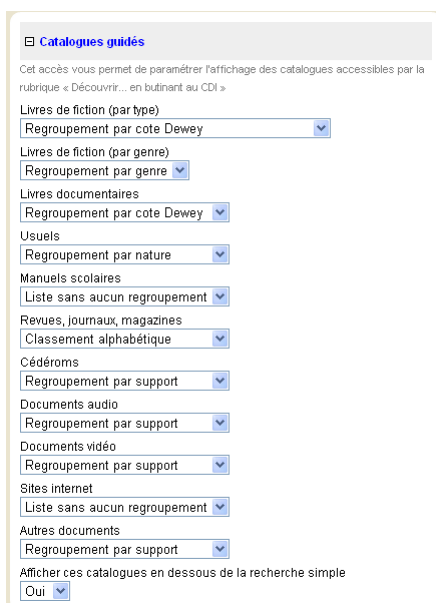 Catalogues guidés
Cet accès vous permet de paramétrer l'affichage des catalogues accessibles par la
rubrique « Découvrir... en butinant au CDI »
Livres de fiction (par type)
Regroupement par cote Dewey
Livres de fiction (par genre)
Regroupement par genre
Livres documentaires
Regroupement par cote Dewey
Usuels
Regroupement par nature
Manuels scolaires
Liste sans aucun regroupement
Revues, journaux, magazines
Classement alphabétique
Cédéroms
Regroupement par support
Documents audio
Regroupement par support
Documents vidéo
Regroupement par support
Sites internet
Liste sans aucun regroupement
Autres documents
Regroupement par support
Afficher ces catalogues en dessous de la recherche simple
Oui